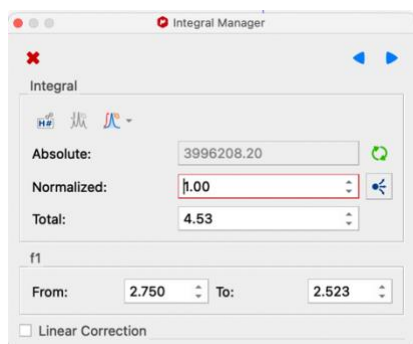 Integral Manager
Integral
H#
Absolute: 3996208.20
Normalized: 1.00
Total: 4.53
f1
From: 2.750 To: 2.523
Linear Correction